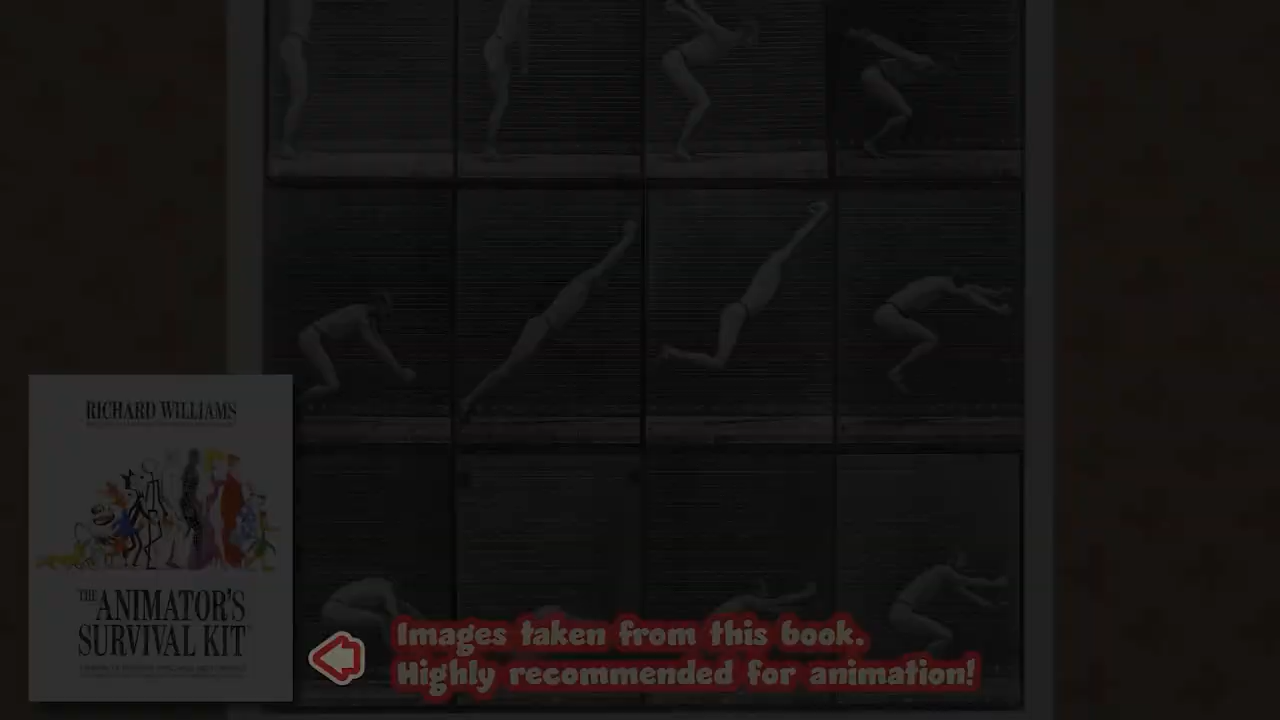 RICHARD WILLIAMS
THE
ANIMATOR'S
SURVIVAL KIT
Images taken from this book.
Highly recommended for animation!